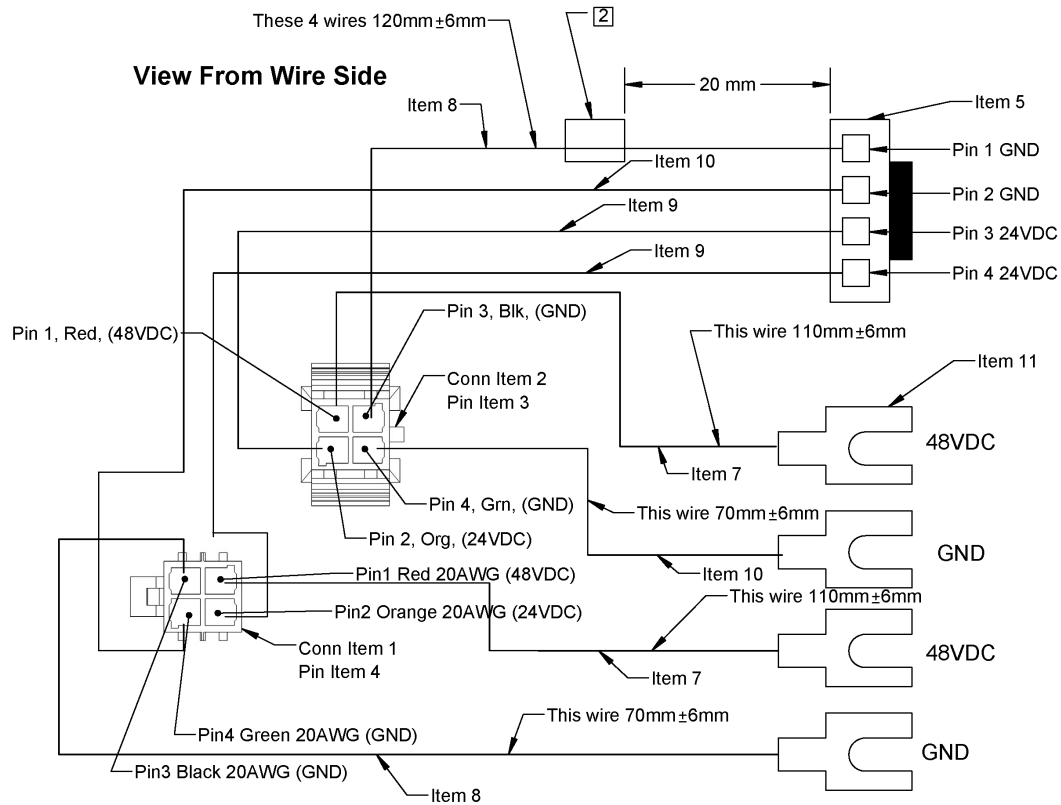 These 4 wires 120mm±6mm
2
View From Wire Side
20 mm
Item 8
Item 5
Pin 1 GND
Item 10
Pin 2 GND
Item 9
Pin 3 24VDC
Item 9
Pin 4 24VDC
Pin 3, Blk, (GND)
Pin 1, Red, (48VDC)
This wire 110mm±6mm
Item 11
Conn Item 2
Pin Item 3
48VDC
Item 7
Pin 4, Grn, (GND)
This wire 70mm±6mm
Pin 2, Org, (24VDC)
GND
Pin1 Red 20AWG (48VDC)
Item 10
This wire 110mm±6mm
Pin2 Orange 20AWG (24VDC)
Conn Item 1
Pin Item 4
48VDC
Item 7
This wire 70mm±6mm
Pin4 Green 20AWG (GND)
GND
Pin3 Black 20AWG (GND)
Item 8